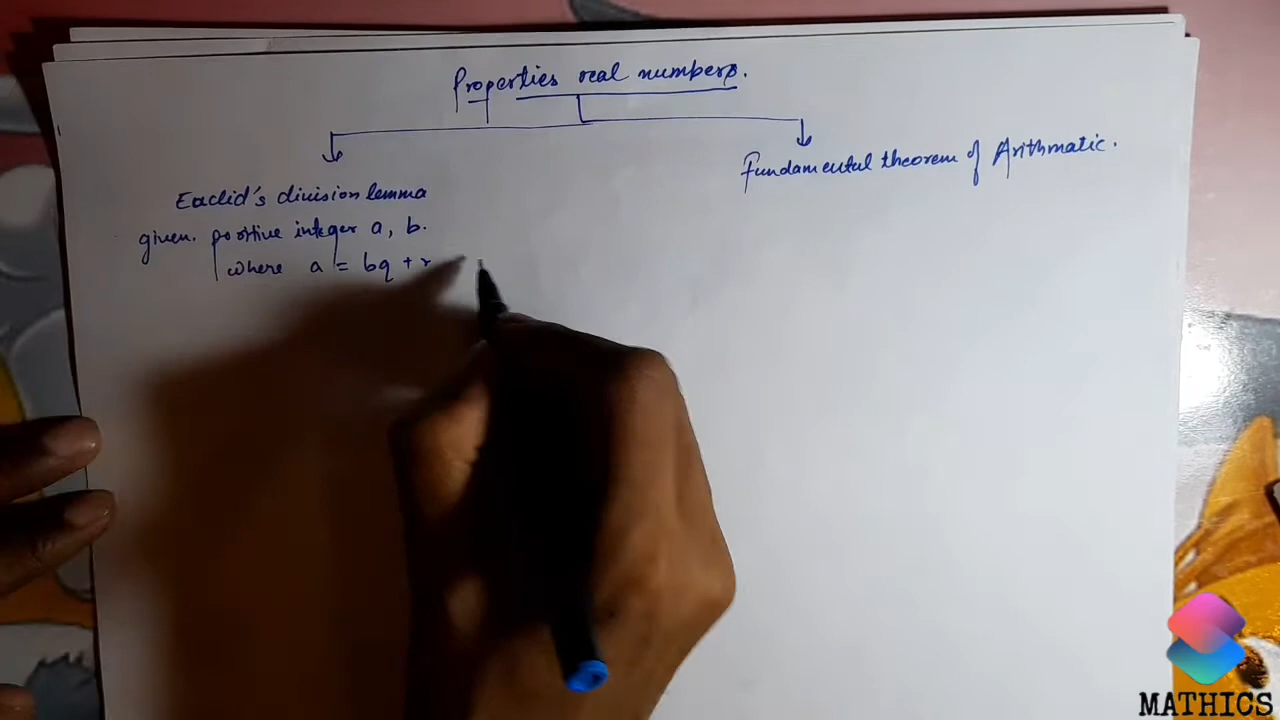 Properties real numbers.
Euclid's division lemma
given. positive integer a, b.
where a = bq + r
Fundamental theorem of Arithmatic.
MATHICS